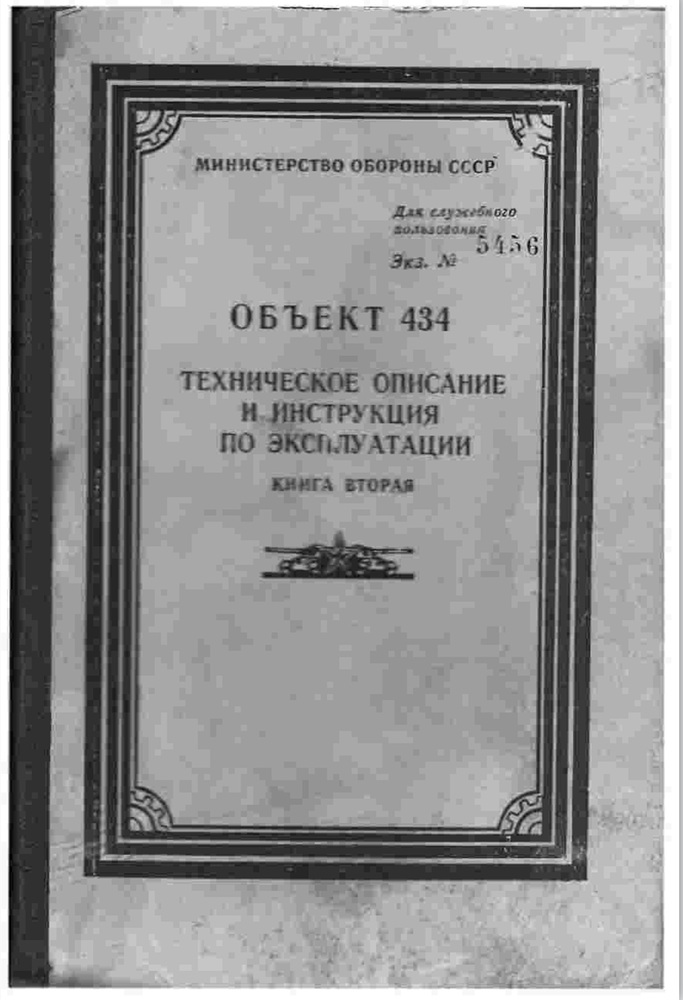 МИНИСТЕРСТВО ОБОРОНЫ СССР
Для служебного
пользования
Экз. № 5456
ОБЪЕКТ 434
ТЕХНИЧЕСКОЕ ОПИСАНИЕ
И ИНСТРУКЦИЯ
ПО ЭКСПЛУАТАЦИИ
КНИГА ВТОРАЯ